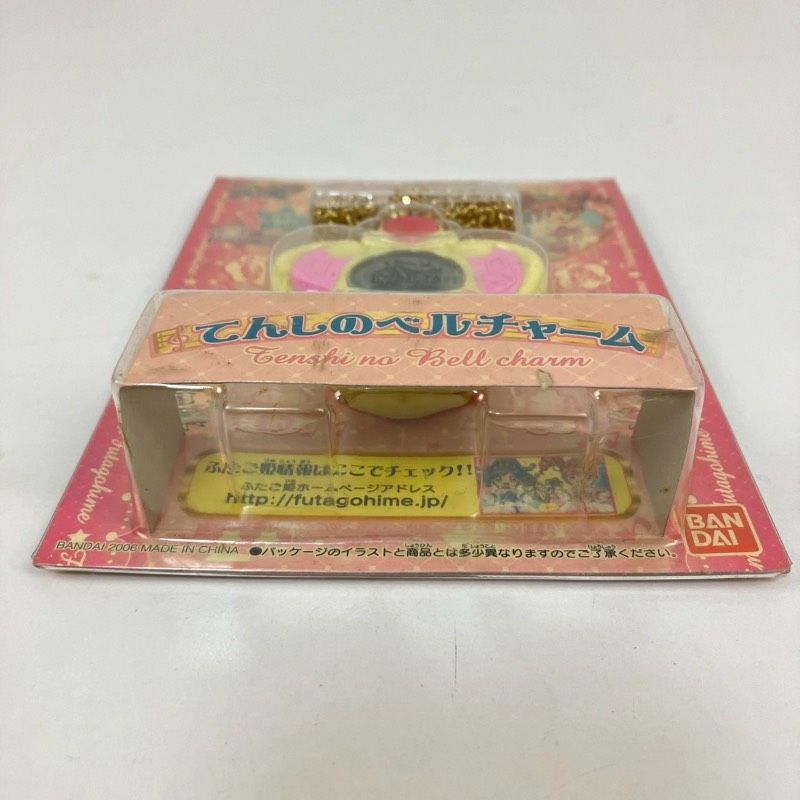 てんしのベルチャーム
Tenshi no Bell charm
ふたご姫情報はここでチェック!!
ふたご姫ホームページアドレス
http://futagohime.jp/
Futagohime
futagohime
BAN
DAI
BANDAI 2006 MADE IN CHINA ●パッケージのイラストと商品とは多少異なりますのでご了承ください。